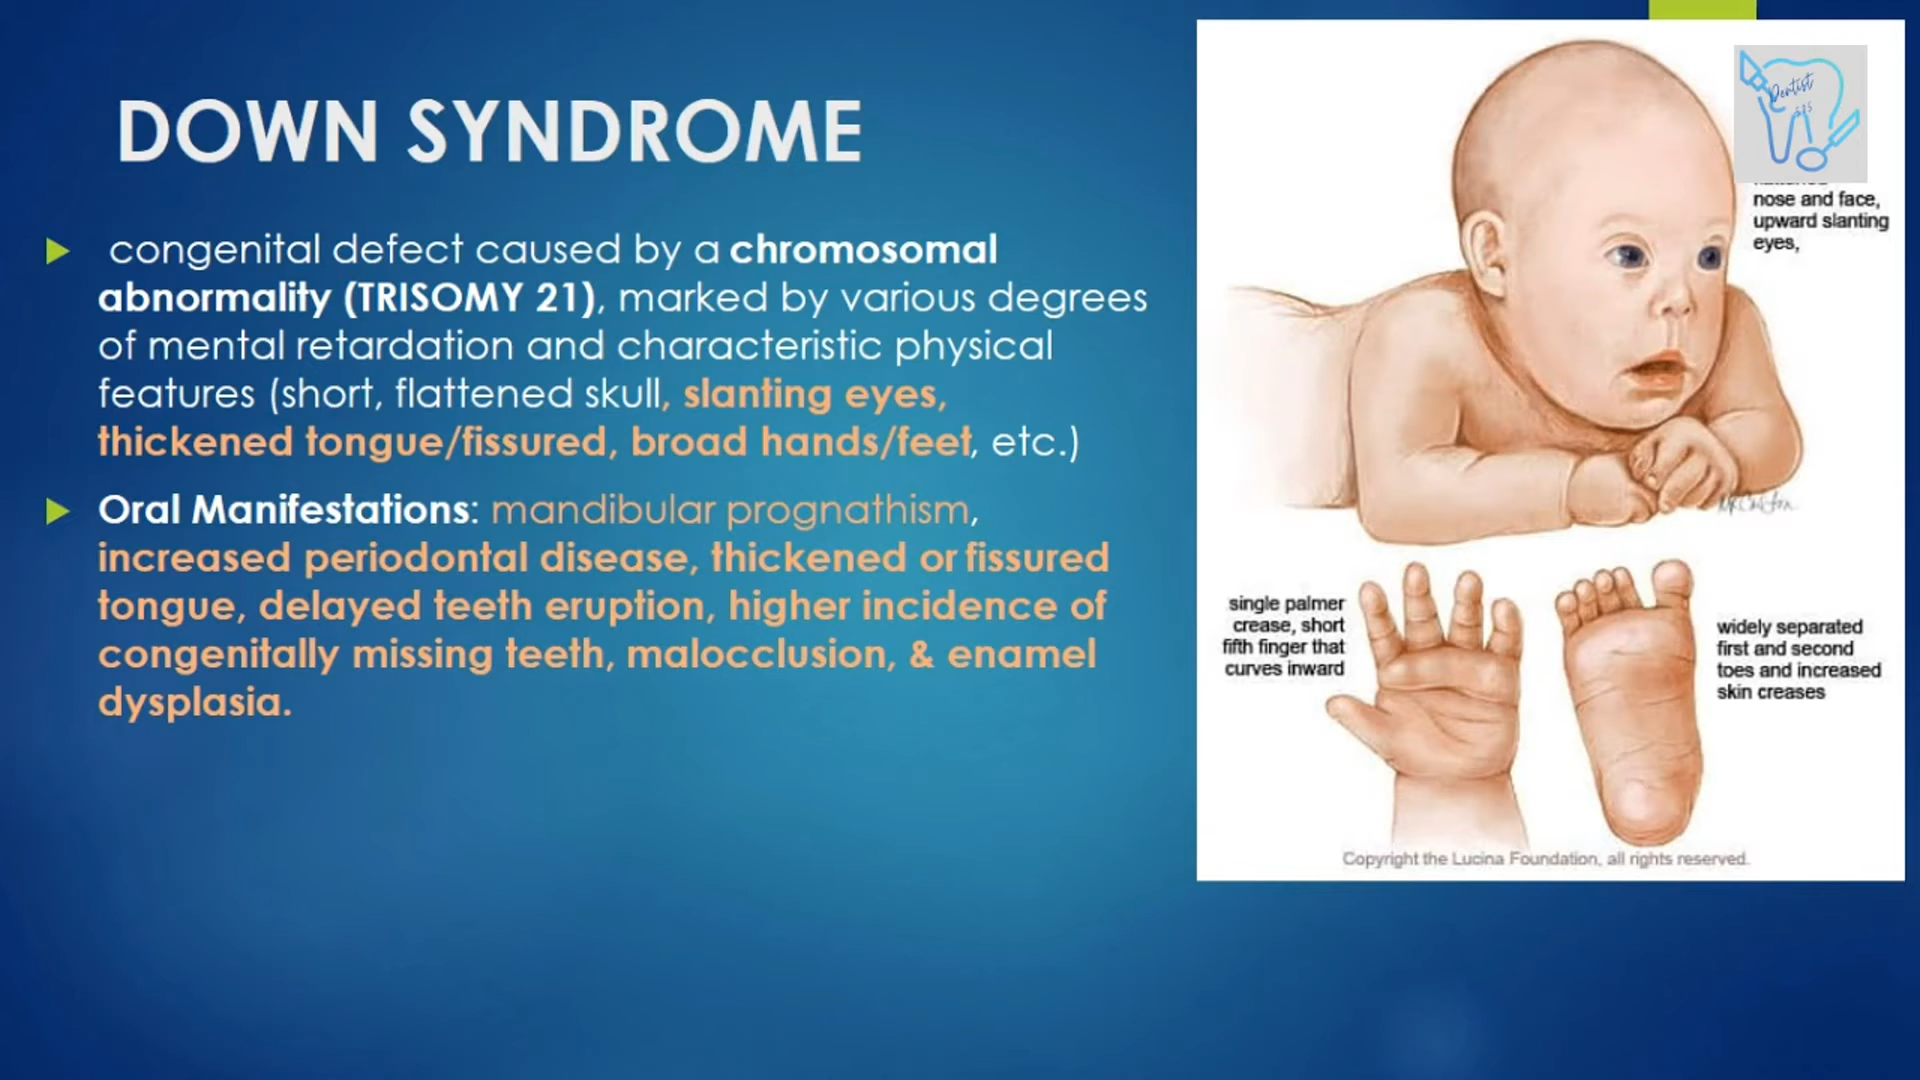 DOWN SYNDROME
congenital defect caused by a chromosomal
abnormality (TRISOMY 21), marked by various degrees
of mental retardation and characteristic physical
features (short, flattened skull, slanting eyes,
thickened tongue/fissured, broad hands/feet, etc.)
Oral Manifestations: mandibular prognathism,
increased periodontal disease, thickened or fissured
tongue, delayed teeth eruption, higher incidence of
congenitally missing teeth, malocclusion, & enamel
dysplasia.
Dentist
nose and face,
upward slanting
eyes,
single palmer
crease, short
fifth finger that
curves inward
widely separated
first and second
toes and increased
skin creases
Copyright the Lucina Foundation, all rights reserved.